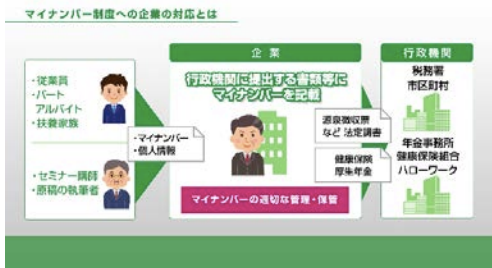 マイナンバー制度への企業の対応とは
・従業員
・パート
アルバイト
・扶養家族
・セミナー講師
・原稿の執筆者
・マイナンバー
・個人情報
企業
行政機関に提出する書類等に
マイナンバーを記載
マイナンバーの適切な管理・保管
源泉徴収票
など 法定調書
健康保険
厚生年金
行政機関
税務署
市区町村
年金事務所
健康保険組合
ハローワーク